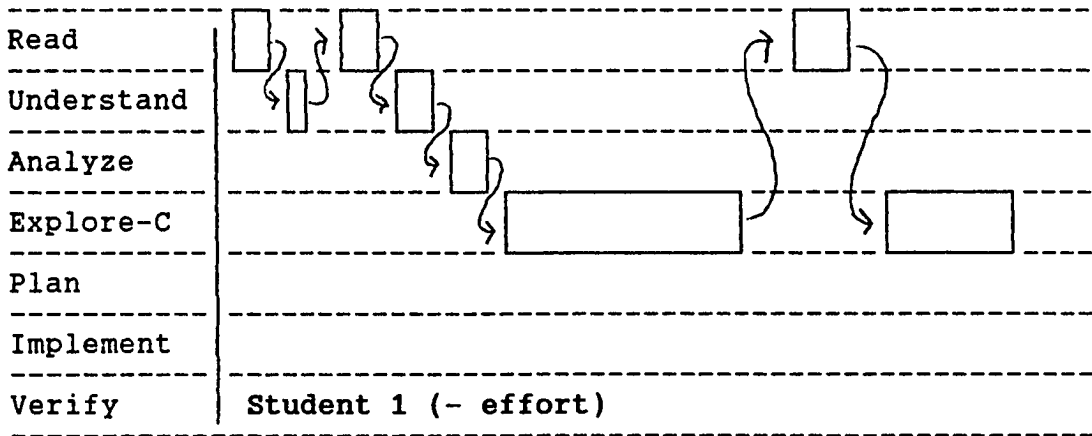 Read
Understand
Analyze
Explore-C
Plan
Implement
Verify Student 1 (- effort)